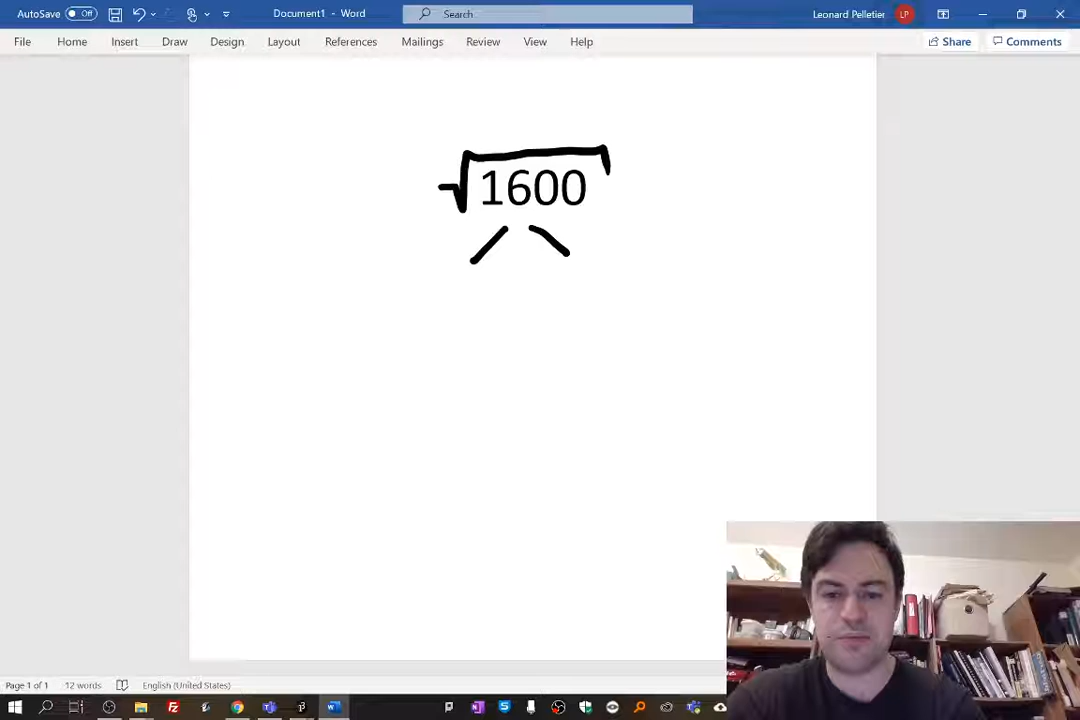 AutoSave Off Document1 - Word Search Leonard Pelletier LP
File Home Insert Draw Design Layout References Mailings Review View Help Share Comments
√1600
Page 1 of 1 12 words English (United States)